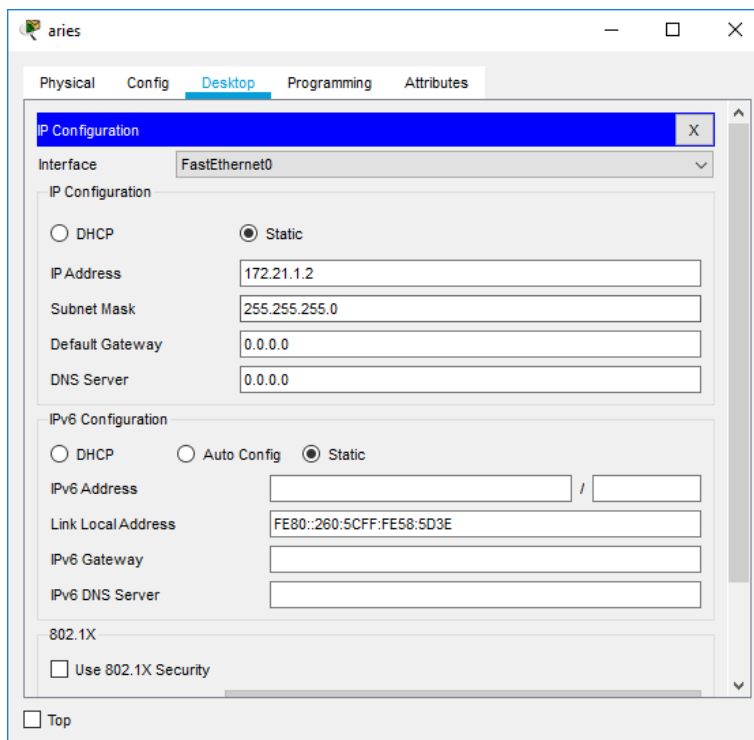 aries
Physical Config Desktop Programming Attributes
IP Configuration X
Interface FastEthernet0
IP Configuration
DHCP Static
IP Address 172.21.1.2
Subnet Mask 255.255.255.0
Default Gateway 0.0.0.0
DNS Server 0.0.0.0
IPv6 Configuration
DHCP Auto Config Static
IPv6 Address /
Link Local Address FE80::260:5CFF:FE58:5D3E
IPv6 Gateway
IPv6 DNS Server
802.1X
Use 802.1X Security
Top